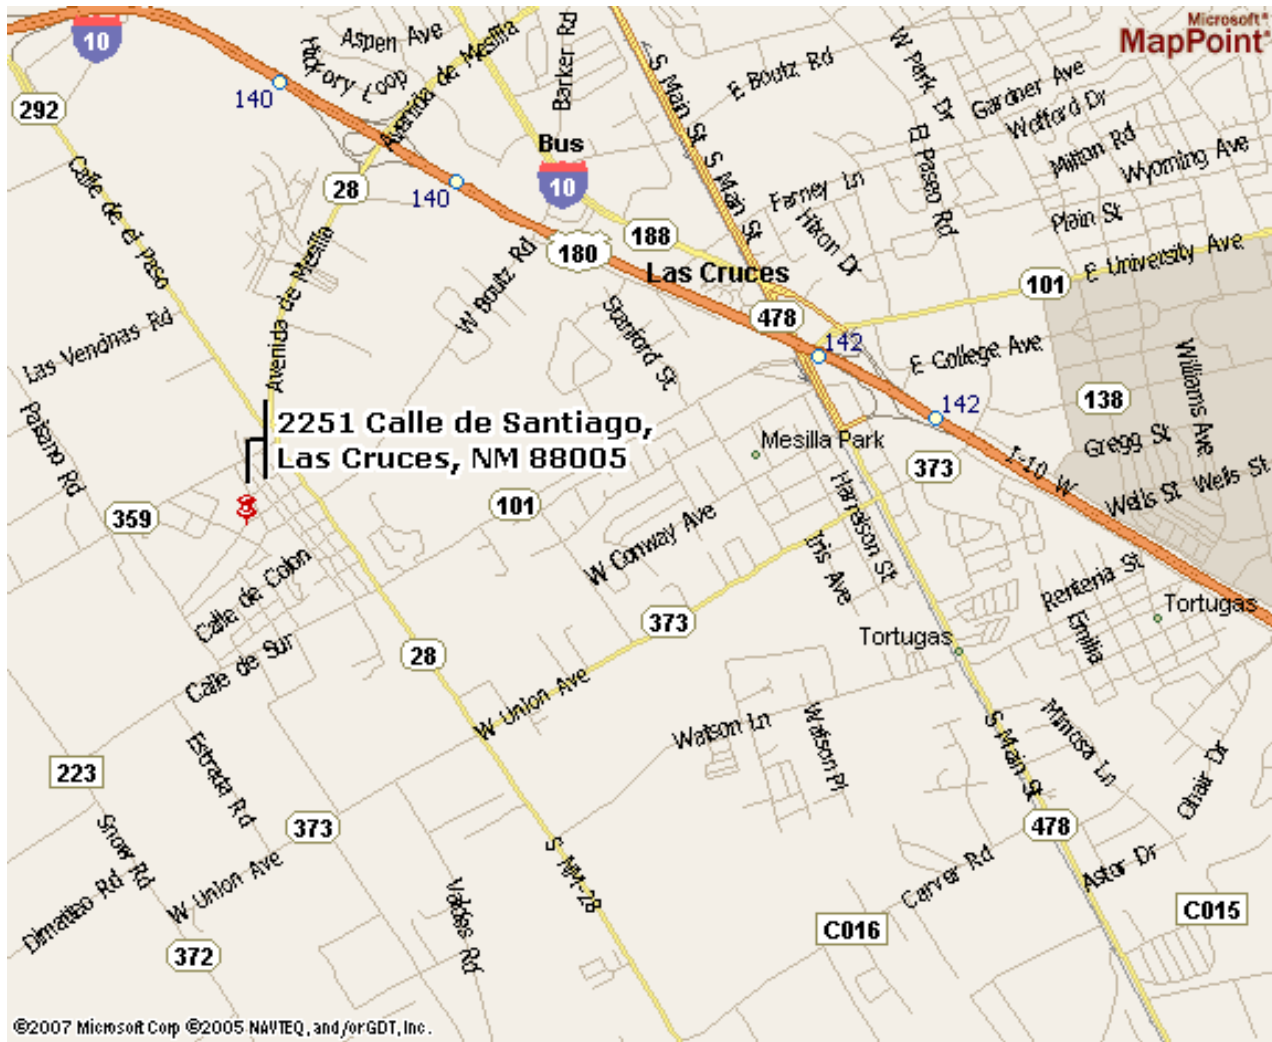 Microsoft®
MapPoint®
10
292
140
Hickory Loop
Aspen Ave
Avenida de Mesilla
Barker Rd
S Main St
S Main St
E Boutz Rd
W Park Dr
Gardner Ave
Wofford Dr
Milton Rd
Wyoming Ave
El Paseo Rd
Calle de el Paso
28
140
Bus
10
Farney Ln
Hixon Dr
Plain St
E University Ave
188
180
Las Cruces
101
Avenida de Mesilla
W Boutz Rd
Stanford St
478
142
E College Ave
Williams Ave
Las Vendnas Rd
Palsano Rd
138
142
2251 Calle de Santiago,
Las Cruces, NM 88005
Mesilla Park
Gregg St
373
I-10 W
Wells St
Wells St
359
101
Harrison St
W Conway Ave
Iris Ave
Calle de Colon
Renteria St
Emilia
Tortugas
373
Tortugas
28
Calle de Sur
W Union Ave
Watson Ln
Watson Pl
S Main St
Mimosa Ln
Chair Dr
223
Estrada Rd
373
478
Snow Rd
W Union Ave
Dimatteo Rd
S NM-28
Valdes Rd
Carver Rd
Astor Dr
C015
C016
372
©2007 Microsoft Corp ©2005 NAVTEQ, and/or GDT, Inc.